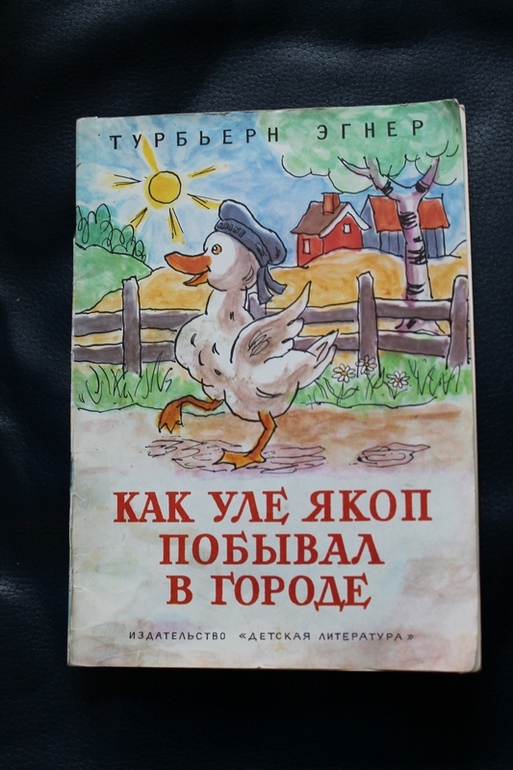 ТУРБЬЕРН ЭГНЕР
КАК УЛЕ ЯКОП
ПОБЫВАЛ
В ГОРОДЕ
ИЗДАТЕЛЬСТВО «ДЕТСКАЯ ЛИТЕРАТУРА»